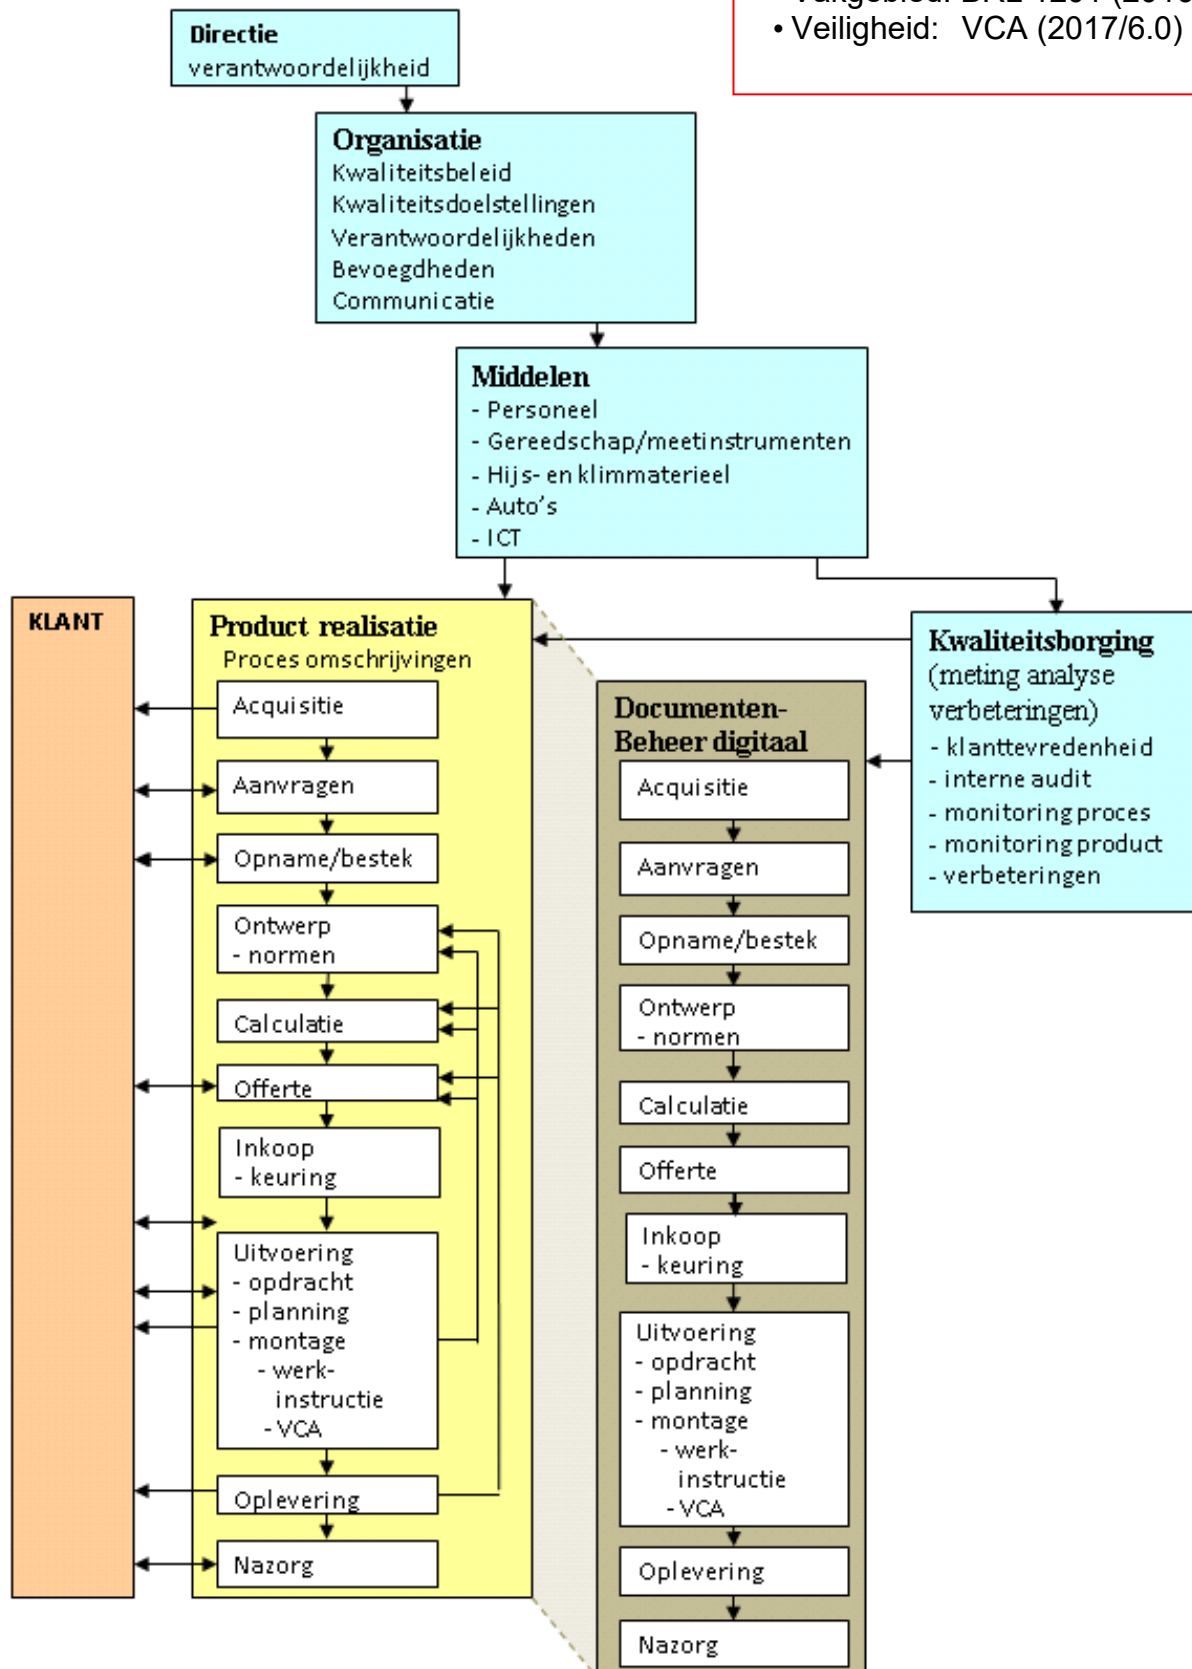 • Veiligheid: VCA (2017/6.0)
Directie
verantwoordelijkheid
Organisatie
Kwaliteitsbeleid
Kwaliteitsdoelstellingen
Verantwoordelijkheden
Bevoegdheden
Communicatie
Middelen
- Personeel
- Gereedschap/meetinstrumenten
- Hijs- en klimmaterieel
- Auto's
- ICT
KLANT
Product realisatie
Proces omschrijvingen
Acquisitie
Aanvragen
Opname/bestek
Ontwerp
- normen
Calculatie
Offerte
Inkoop
- keuring
Uitvoering
- opdracht
- planning
- montage
- werk-
instructie
- VCA
Oplevering
Nazorg
Documenten-
Beheer digitaal
Acquisitie
Aanvragen
Opname/bestek
Ontwerp
- normen
Calculatie
Offerte
Inkoop
- keuring
Uitvoering
- opdracht
- planning
- montage
- werk-
instructie
- VCA
Oplevering
Nazorg
Kwaliteitsborging
(meting analyse
verbeteringen)
- klanttevredenheid
- interne audit
- monitoring proces
- monitoring product
- verbeteringen